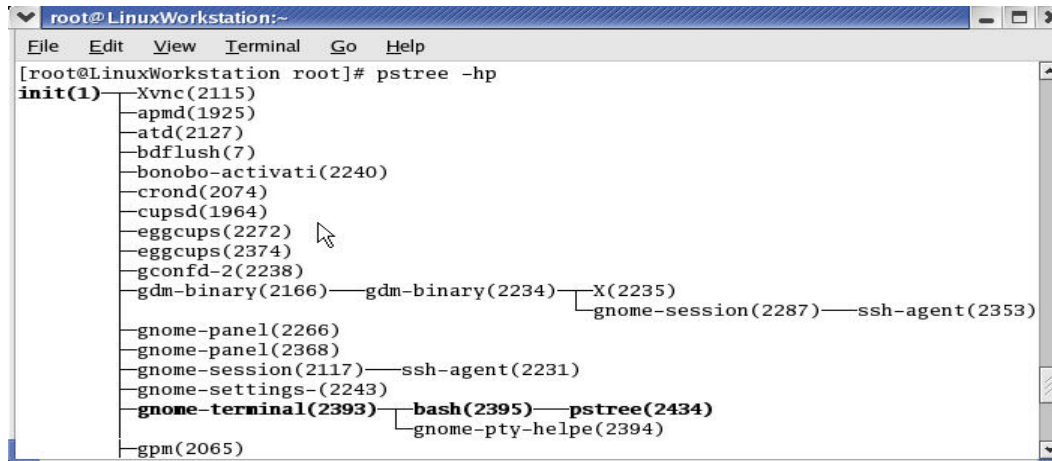 root@LinuxWorkstation:~
File Edit View Terminal Go Help
[root@LinuxWorkstation root]# pstree -hp
init(1)─┬─Xvnc(2115)
├─apmd(1925)
├─atd(2127)
├─bdflush(7)
├─bonobo-activati(2240)
├─crond(2074)
├─cupsd(1964)
├─eggcups(2272)
├─eggcups(2374)
├─gconfd-2(2238)
├─gdm-binary(2166)───gdm-binary(2234)─┬─X(2235)
└─gnome-session(2287)───ssh-agent(2353)
├─gnome-panel(2266)
├─gnome-panel(2368)
├─gnome-session(2117)───ssh-agent(2231)
├─gnome-settings-(2243)
├─gnome-terminal(2393)─┬─bash(2395)───pstree(2434)
└─gnome-pty-helpe(2394)
├─gpm(2065)